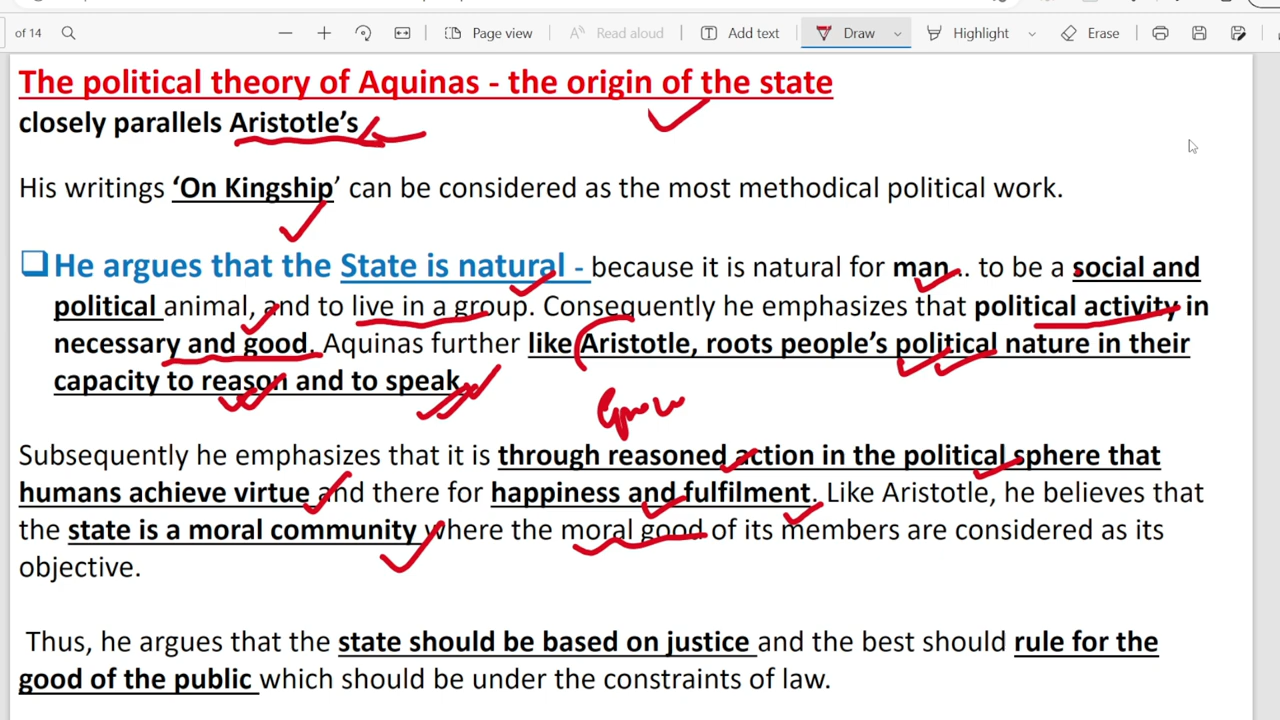 of 14
Page view
Read aloud
Add text
Draw
Highlight
Erase
The political theory of Aquinas - the origin of the state
closely parallels Aristotle’s
His writings ‘On Kingship’ can be considered as the most methodical political work.
He argues that the State is natural - because it is natural for man .. to be a social and
political animal, and to live in a group. Consequently he emphasizes that political activity in
necessary and good. Aquinas further like Aristotle, roots people’s political nature in their
capacity to reason and to speak.
Subsequently he emphasizes that it is through reasoned action in the political sphere that
humans achieve virtue and there for happiness and fulfilment. Like Aristotle, he believes that
the state is a moral community where the moral good of its members are considered as its
objective.
Thus, he argues that the state should be based on justice and the best should rule for the
good of the public which should be under the constraints of law.